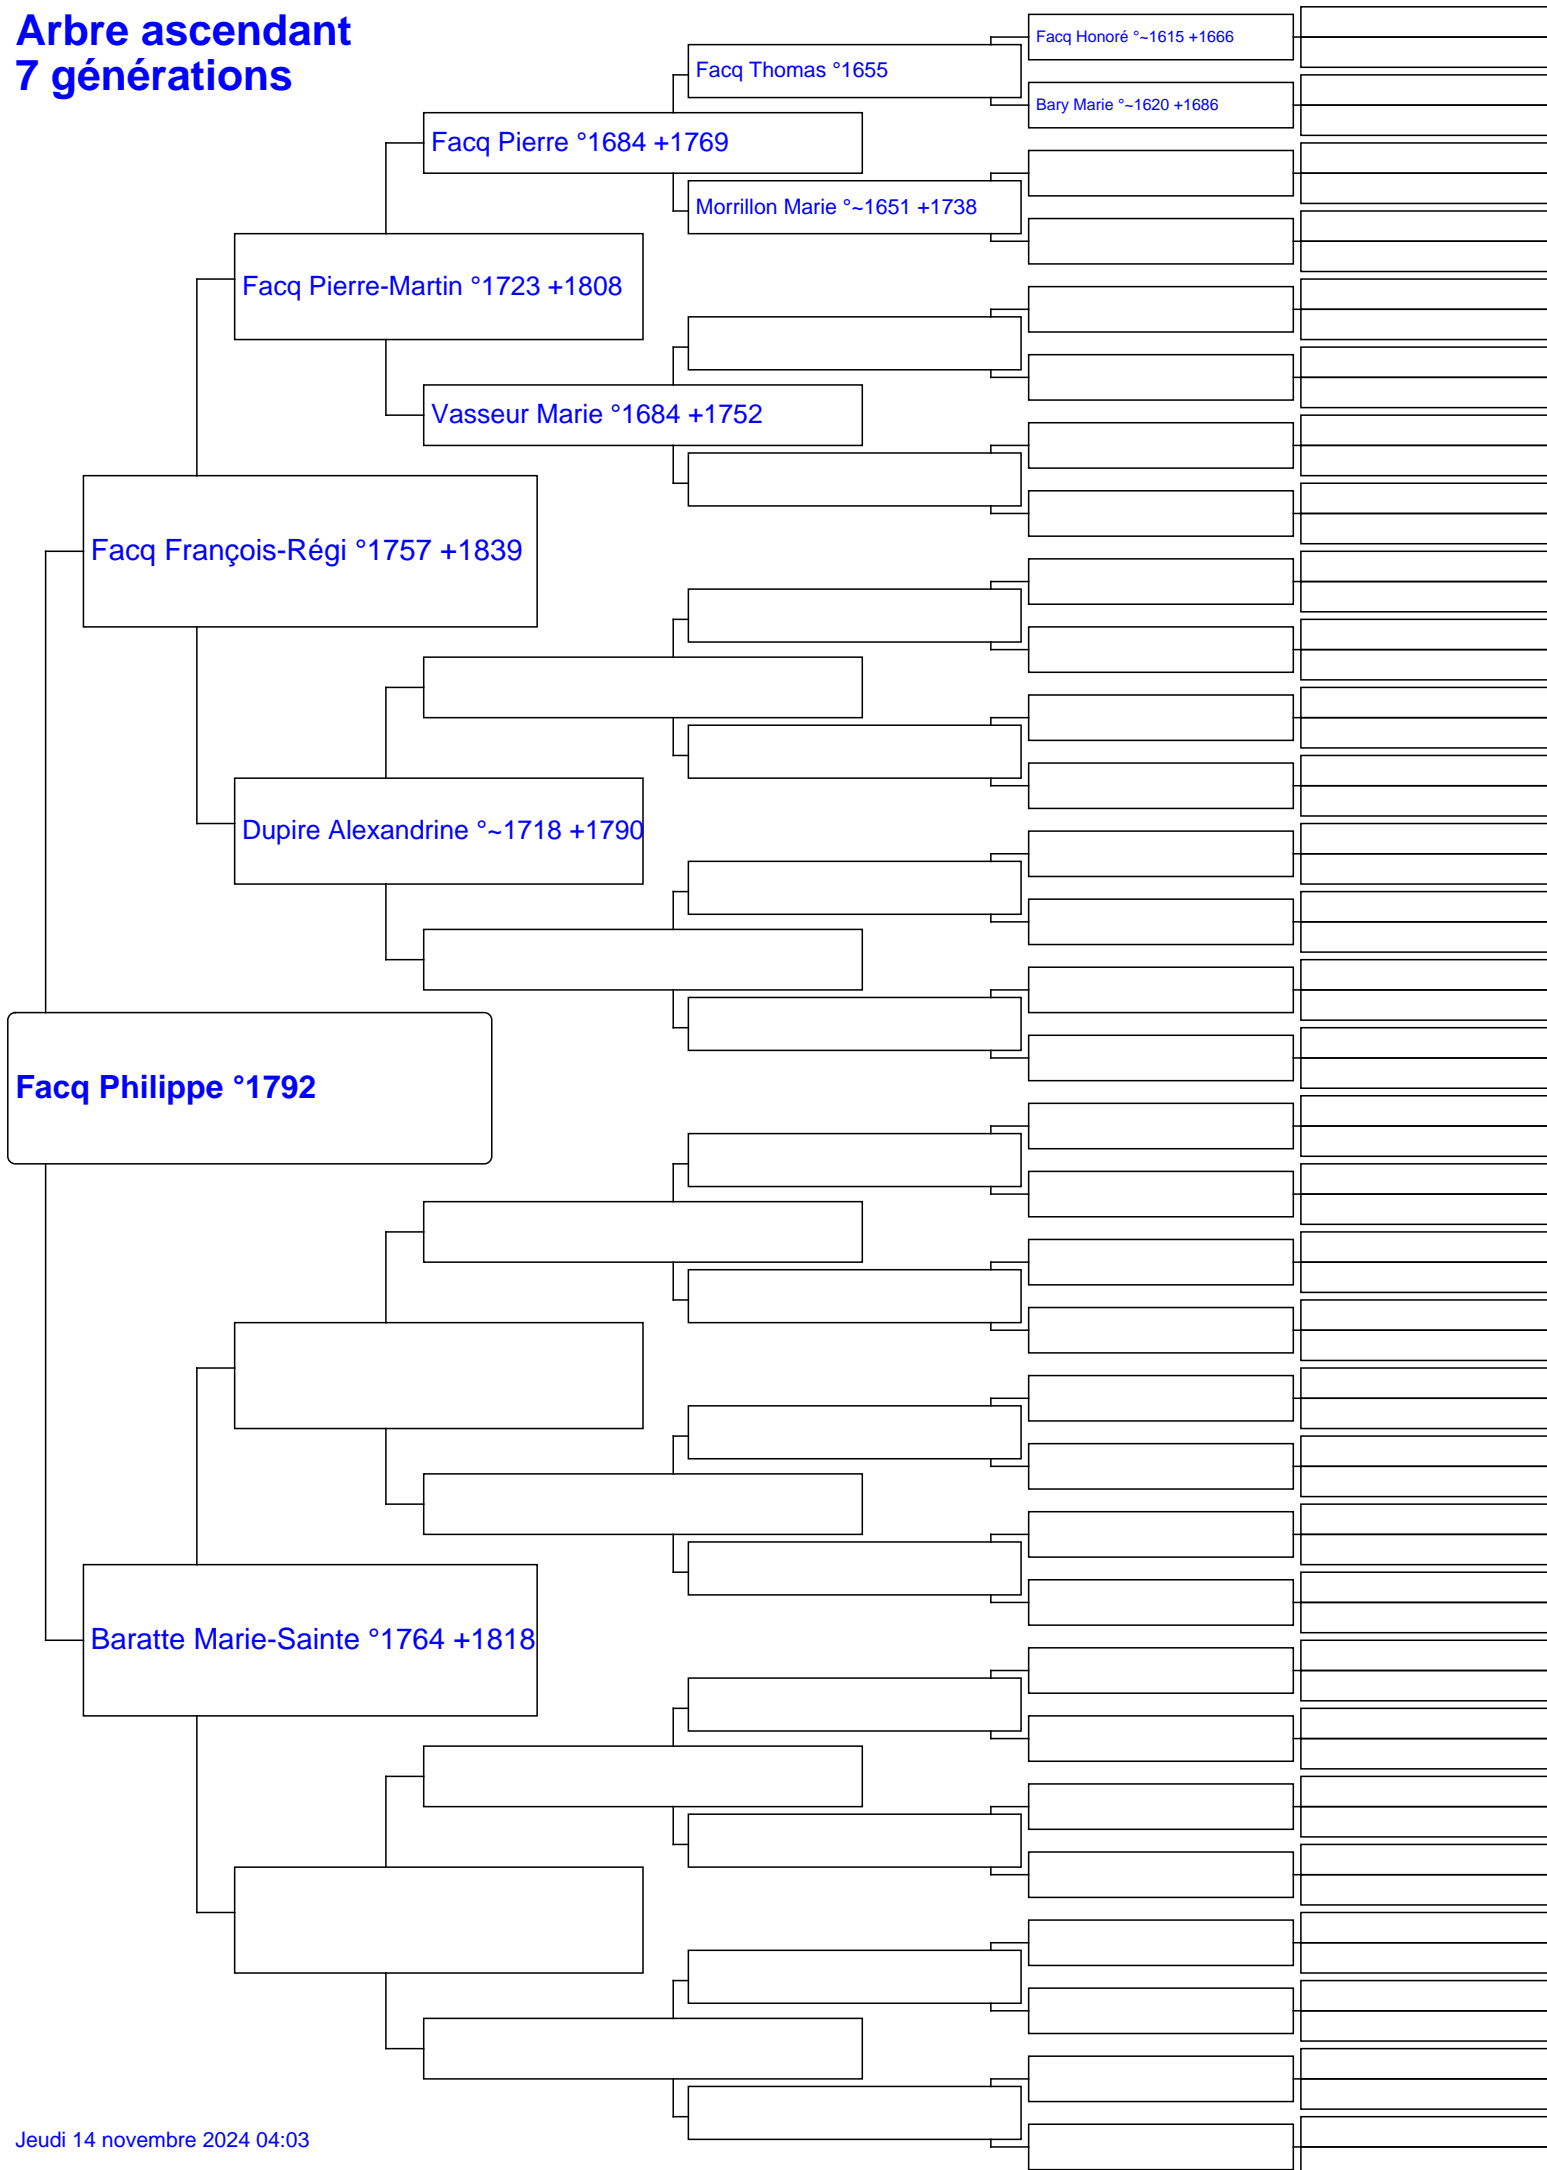 Arbre ascendant
7 générations
Facq Honoré °~1615 +1666
Facq Thomas °1655
Bary Marie °~1620 +1686
Facq Pierre °1684 +1769
Morrillon Marie °~1651 +1738
Facq Pierre-Martin °1723 +1808
Vasseur Marie °1684 +1752
Facq François-Régi °1757 +1839
Dupire Alexandrine °~1718 +1790
Facq Philippe °1792
Baratte Marie-Sainte °1764 +1818
Jeudi 14 novembre 2024 04:03